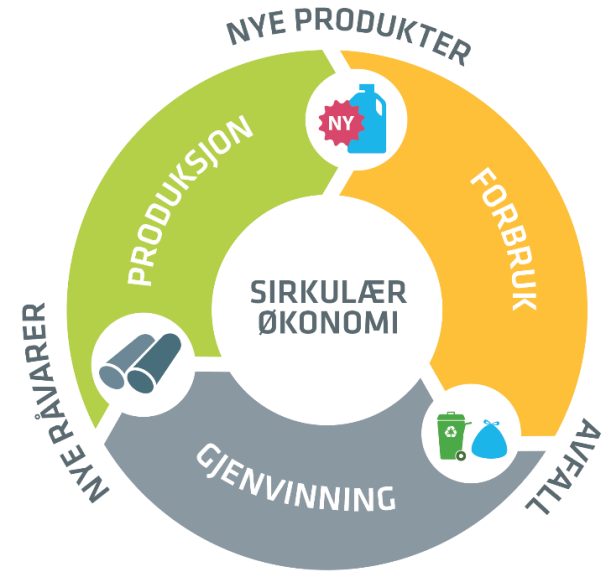 NYE PRODUKTER
NY
PRODUKSJON
FORBRUK
SIRKULÆR
ØKONOMI
NYE RÅVARER
GJENVINNING
AVFALL